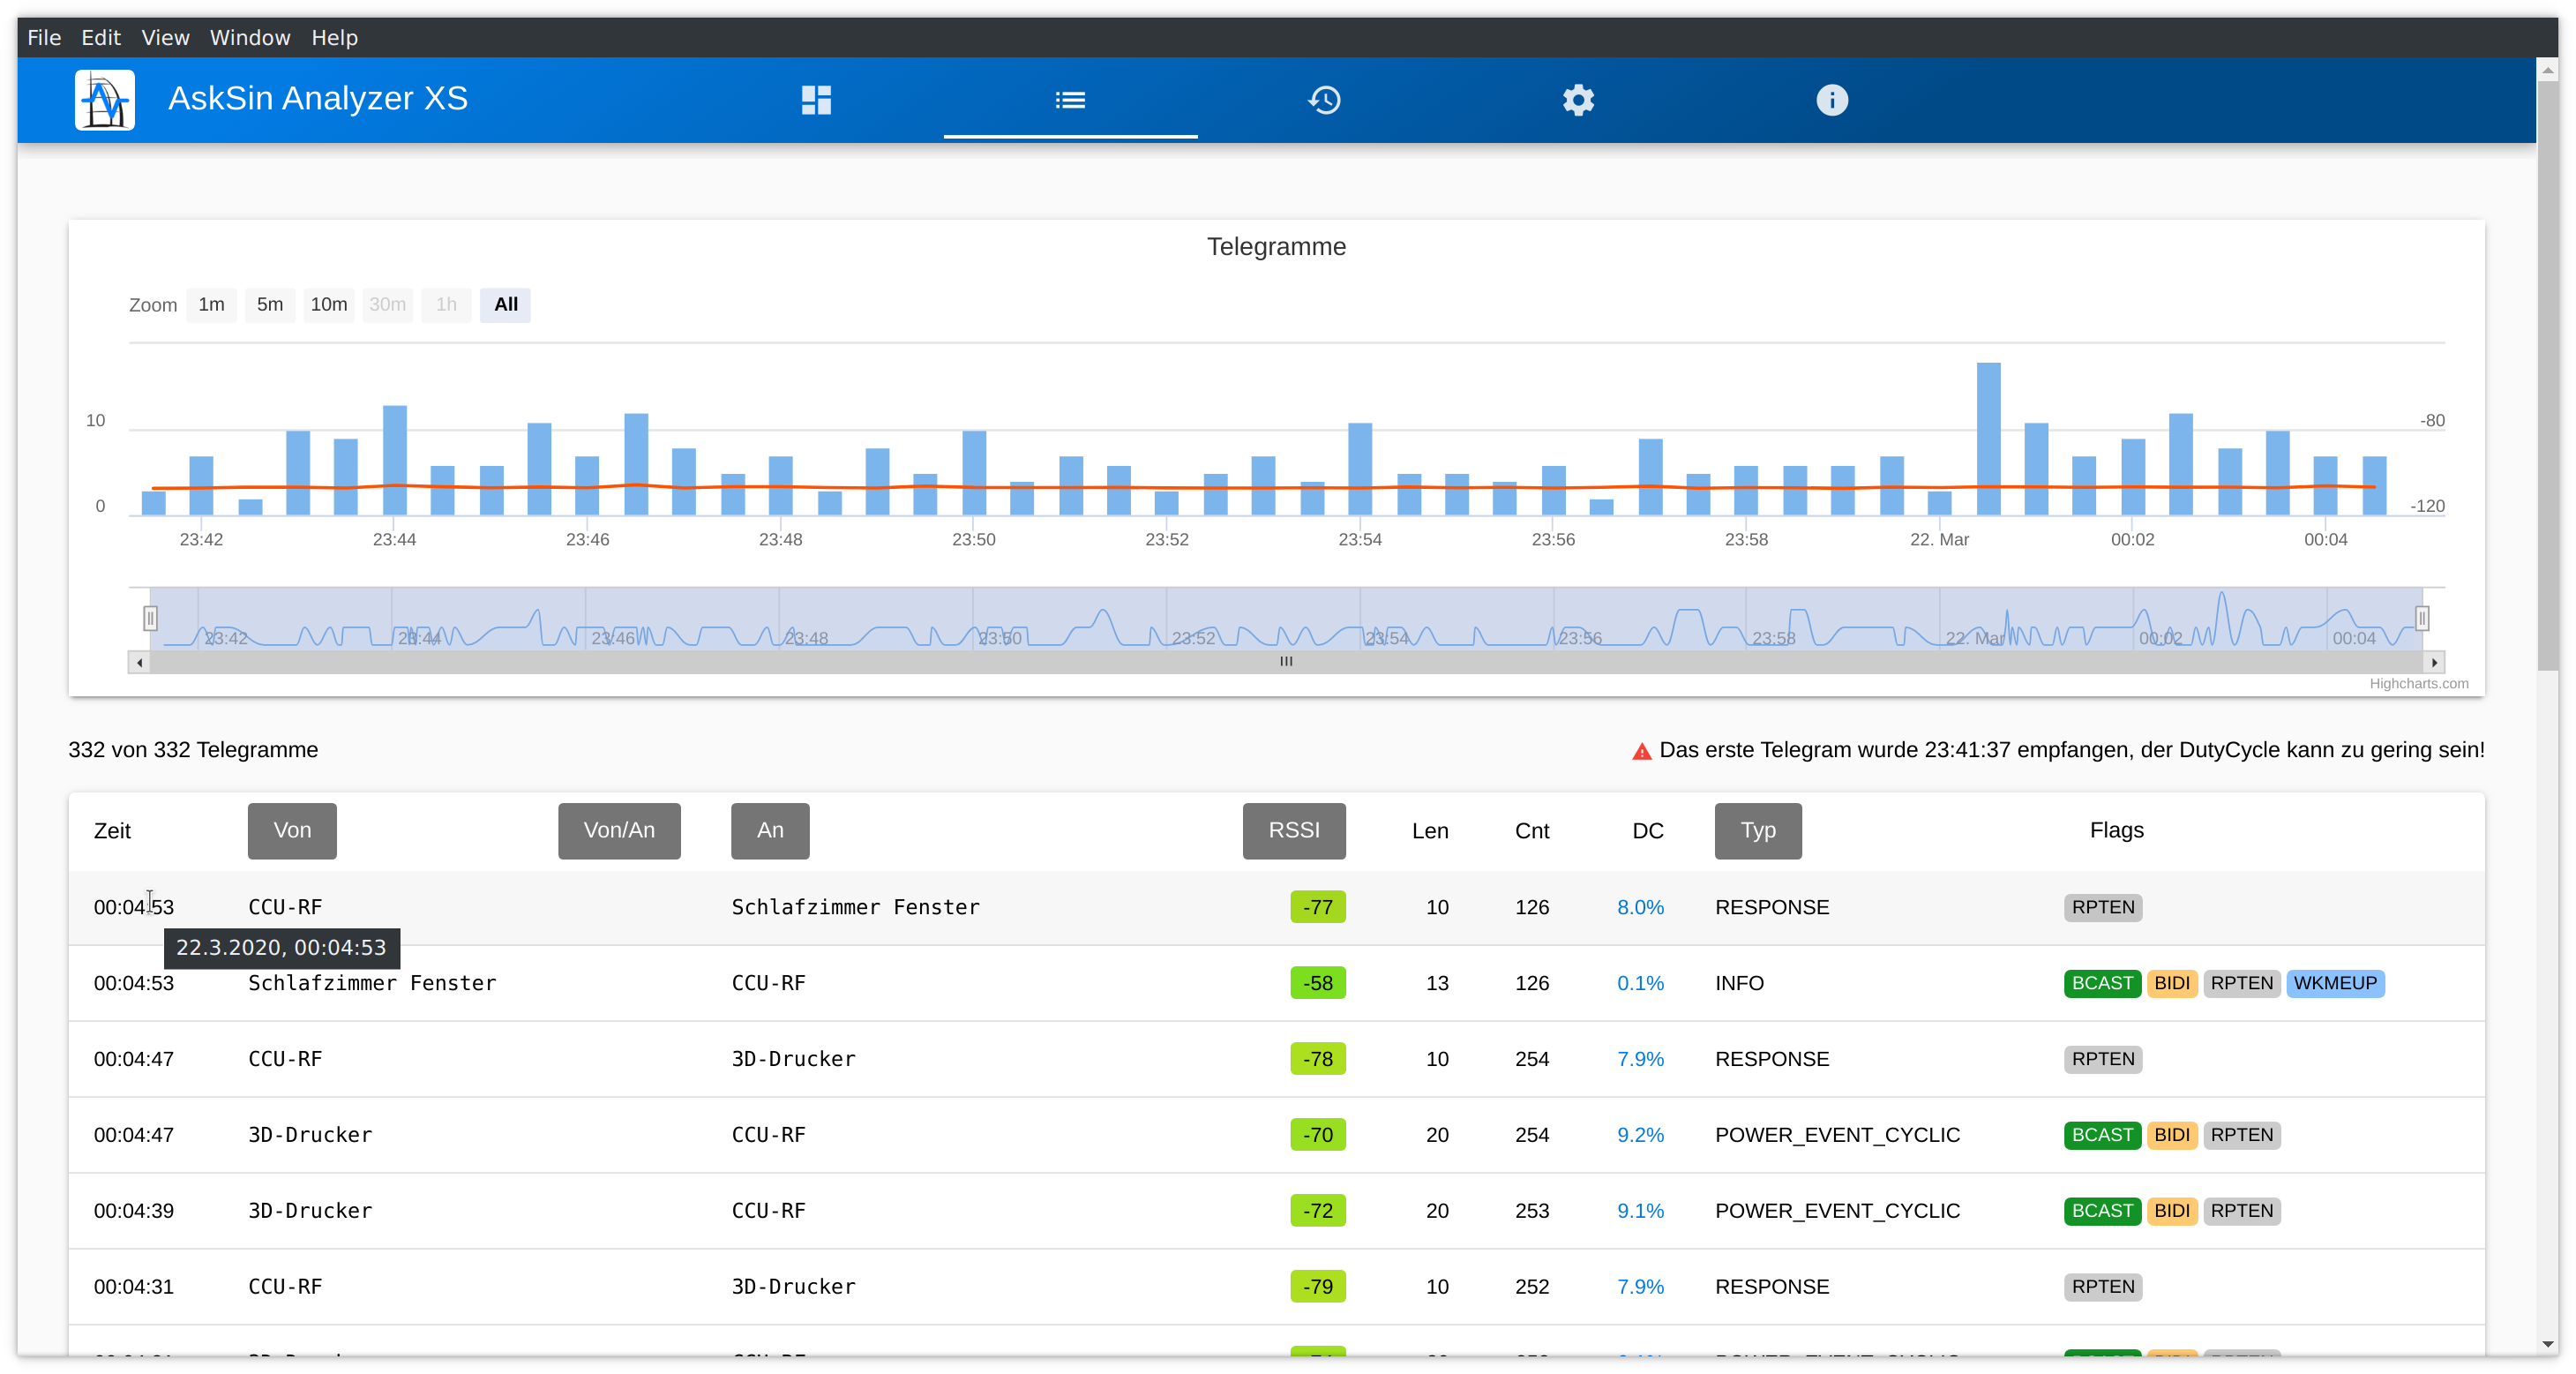 File Edit View Window Help
AskSin Analyzer XS
Telegramme
Zoom 1m 5m 10m 30m 1h All
10 -80
0 -120
23:42 23:44 23:46 23:48 23:50 23:52 23:54 23:56 23:58 22. Mar 00:02 00:04
23:42 23:44 23:46 23:48 23:50 23:52 23:54 23:56 23:58 22. Mar 00:02 00:04
Highcharts.com
332 von 332 Telegramme Das erste Telegram wurde 23:41:37 empfangen, der DutyCycle kann zu gering sein!
Zeit Von Von/An An RSSI Len Cnt DC Typ Flags
00:04:53 CCU-RF Schlafzimmer Fenster -77 10 126 8.0% RESPONSE RPTEN
22.3.2020, 00:04:53
00:04:53 Schlafzimmer Fenster CCU-RF -58 13 126 0.1% INFO BCAST BIDI RPTEN WKMEUP
00:04:47 CCU-RF 3D-Drucker -78 10 254 7.9% RESPONSE RPTEN
00:04:47 3D-Drucker CCU-RF -70 20 254 9.2% POWER_EVENT_CYCLIC BCAST BIDI RPTEN
00:04:39 3D-Drucker CCU-RF -72 20 253 9.1% POWER_EVENT_CYCLIC BCAST BIDI RPTEN
00:04:31 CCU-RF 3D-Drucker -79 10 252 7.9% RESPONSE RPTEN